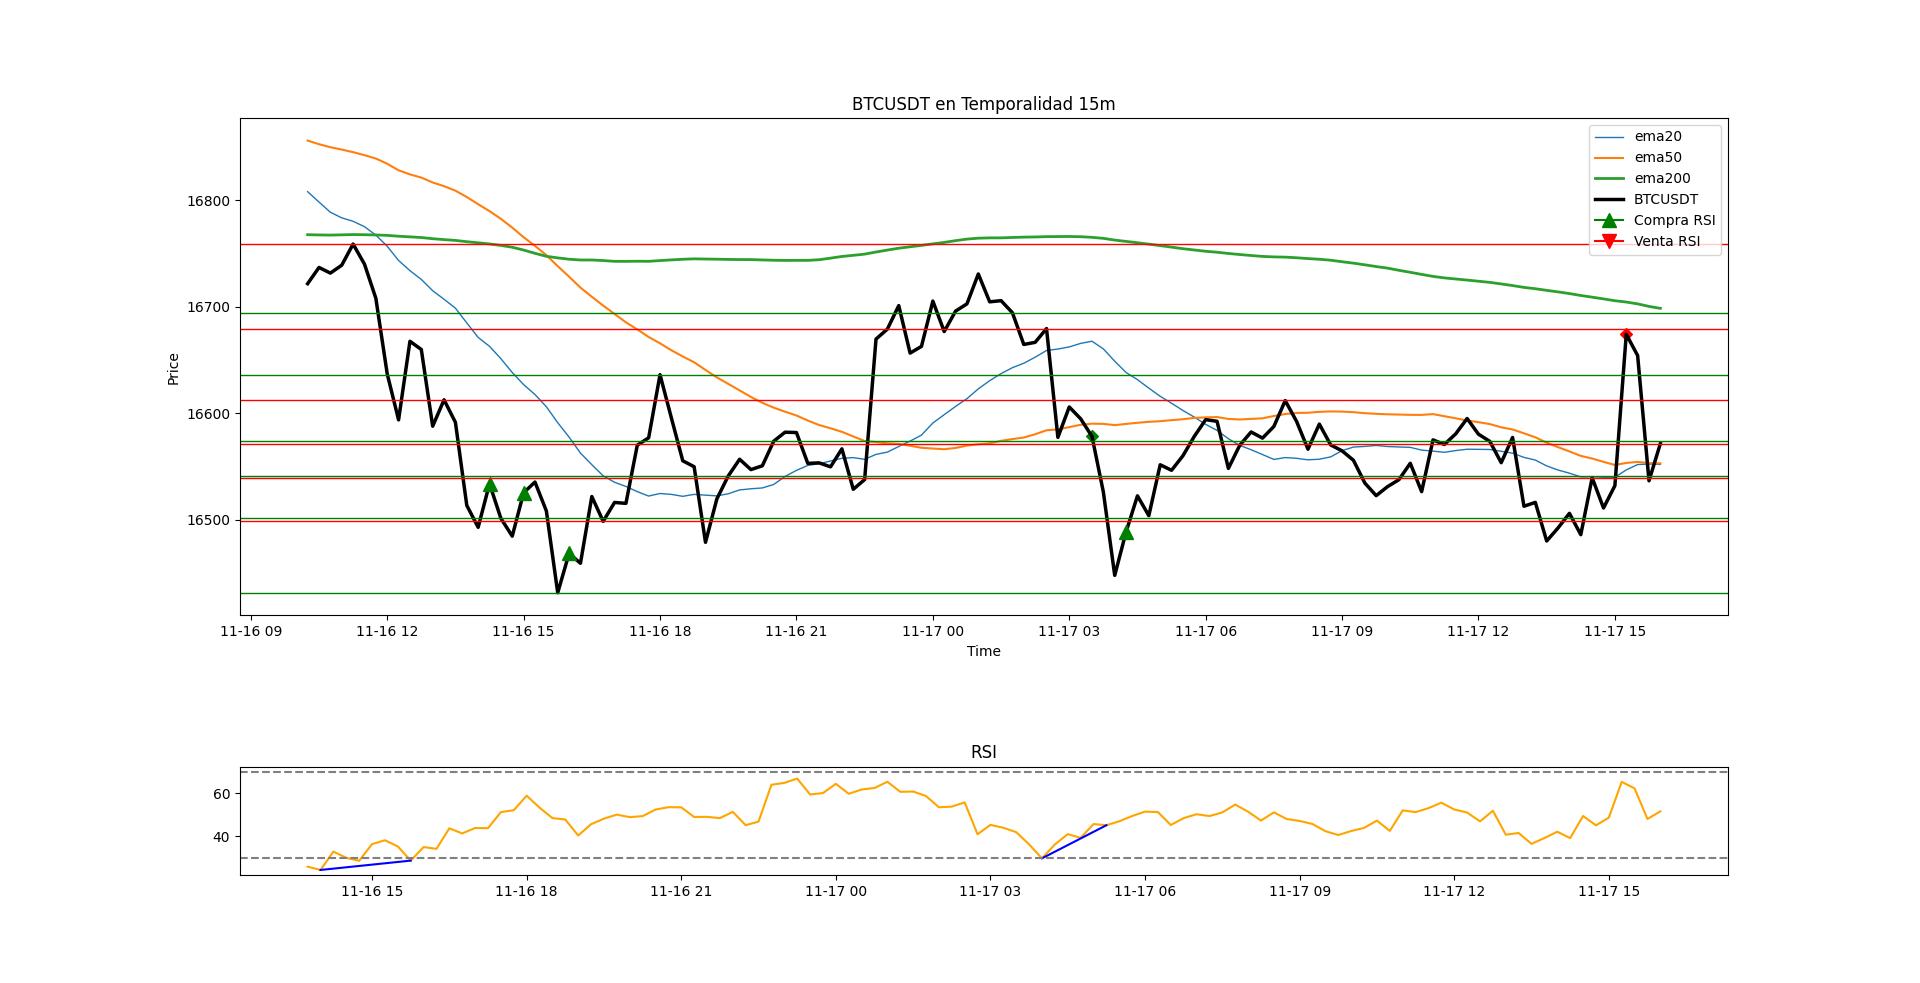 BTCUSDT en Temporalidad 15m
ema20
ema50
ema200
BTCUSDT
Compra RSI
Venta RSI
Price
16800
16700
16600
16500
11-16 09 11-16 12 11-16 15 11-16 18 11-16 21 11-17 00 11-17 03 11-17 06 11-17 09 11-17 12 11-17 15
Time
RSI
60
40
11-16 15 11-16 18 11-16 21 11-17 00 11-17 03 11-17 06 11-17 09 11-17 12 11-17 15